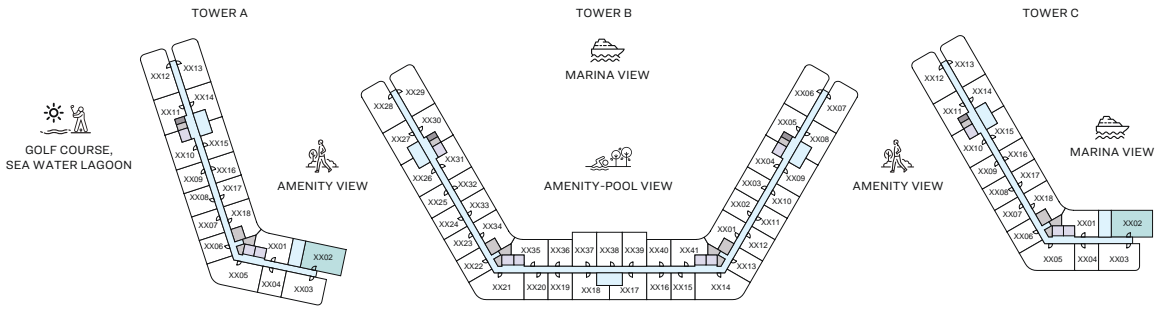 TOWER A
TOWER B
TOWER C
MARINA VIEW
GOLF COURSE,
SEA WATER LAGOON
AMENITY VIEW
AMENITY-POOL VIEW
AMENITY VIEW
MARINA VIEW
XX12
XX13
XX11
XX14
XX10
XX15
XX09
XX16
XX08
XX17
XX07
XX18
XX06
XX01
XX02
XX05
XX04
XX03
XX28
XX29
XX27
XX30
XX26
XX31
XX25
XX32
XX24
XX33
XX23
XX34
XX22
XX35
XX36
XX37
XX38
XX39
XX40
XX41
XX21
XX20
XX19
XX18
XX17
XX16
XX15
XX14
XX06
XX07
XX05
XX08
XX04
XX09
XX03
XX10
XX02
XX11
XX01
XX12
XX13
XX12
XX13
XX11
XX14
XX10
XX15
XX09
XX16
XX08
XX17
XX07
XX18
XX06
XX01
XX02
XX05
XX04
XX03